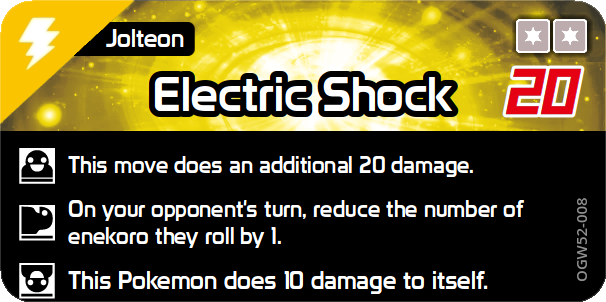 Jolteon
Electric Shock
20
This move does an additional 20 damage.
On your opponent's turn, reduce the number of
enekoro they roll by 1.
This Pokemon does 10 damage to itself.
OGW52-008